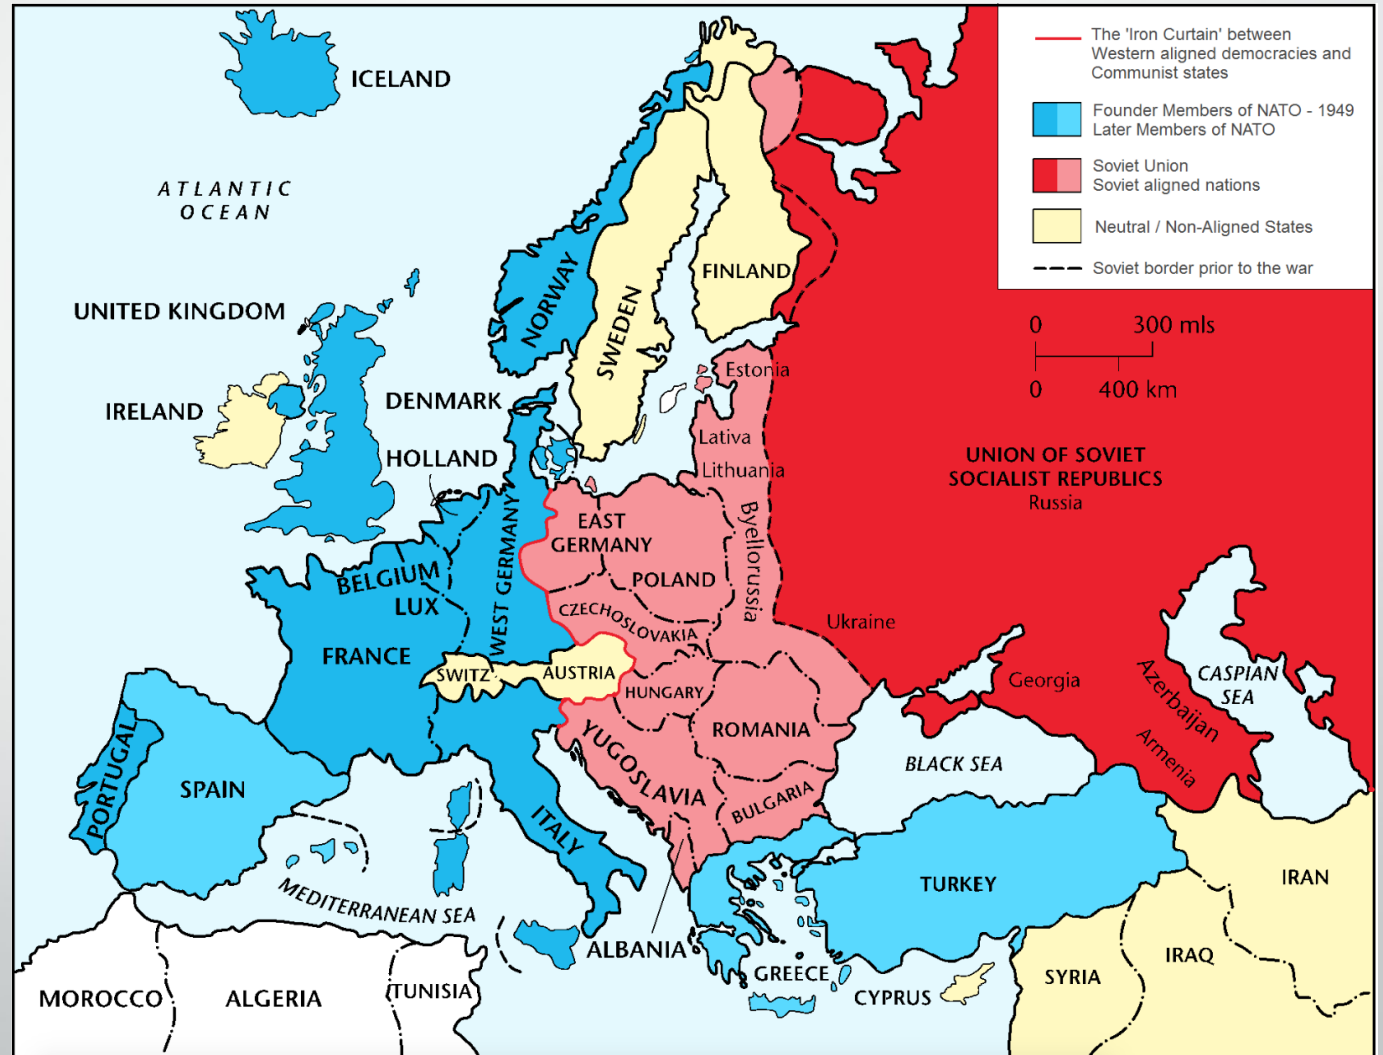 The 'Iron Curtain' between
Western aligned democracies and
Communist states
Founder Members of NATO - 1949
Later Members of NATO
Soviet Union
Soviet aligned nations
Neutral / Non-Aligned States
Soviet border prior to the war
0 300 mls
0 400 km
ICELAND
ATLANTIC
OCEAN
UNITED KINGDOM
IRELAND
NORWAY
SWEDEN
FINLAND
DENMARK
HOLLAND
Estonia
Lativa
Lithuania
Byellorussia
UNION OF SOVIET
SOCIALIST REPUBLICS
Russia
Ukraine
BELGIUM
LUX
WEST GERMANY
EAST
GERMANY
POLAND
CZECHOSLOVAKIA
FRANCE
SWITZ.
AUSTRIA
HUNGARY
ROMANIA
YUGOSLAVIA
BULGARIA
Georgia
Azerbaijan
Armenia
CASPIAN
SEA
BLACK SEA
PORTUGAL
SPAIN
ITALY
MEDITERRANEAN SEA
ALBANIA
GREECE
TURKEY
CYPRUS
SYRIA
IRAQ
IRAN
MOROCCO
ALGERIA
TUNISIA